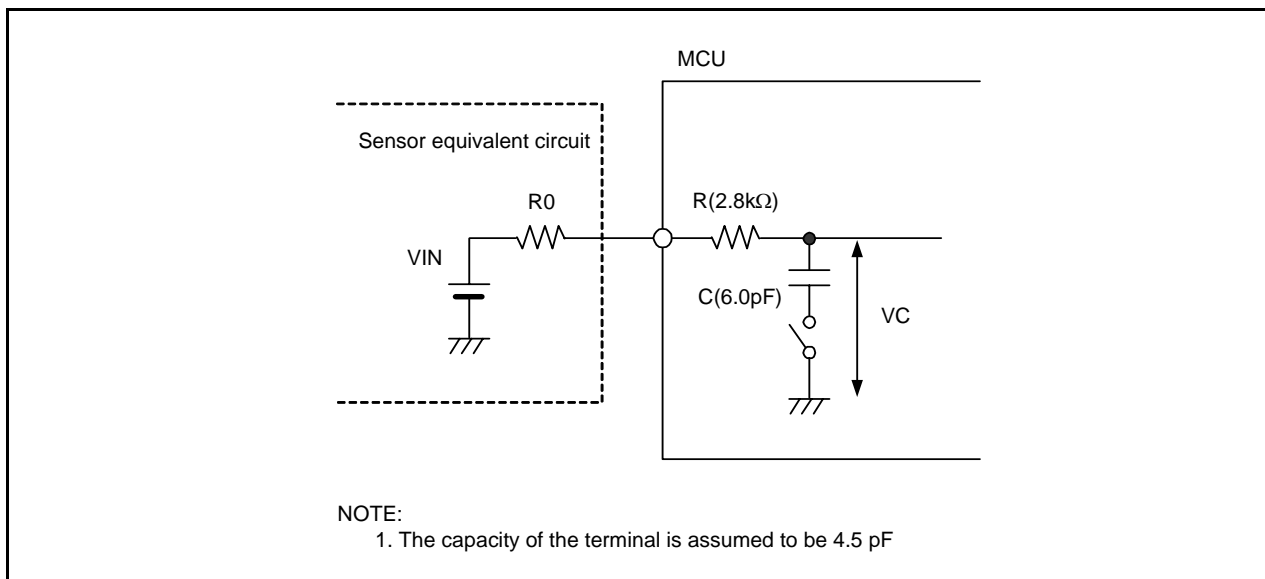 MCU
Sensor equivalent circuit
R0
R(2.8kΩ)
VIN
C(6.0pF)
VC
NOTE:
1. The capacity of the terminal is assumed to be 4.5 pF